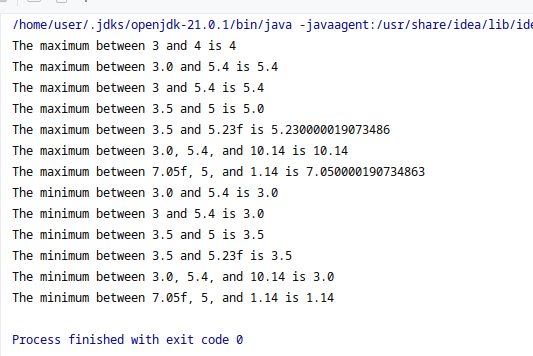 /home/user/.jdks/openjdk-21.0.1/bin/java -javaagent:/usr/share/idea/lib/ide
The maximum between 3 and 4 is 4
The maximum between 3.0 and 5.4 is 5.4
The maximum between 3 and 5.4 is 5.4
The maximum between 3.5 and 5 is 5.0
The maximum between 3.5 and 5.23f is 5.230000019073486
The maximum between 3.0, 5.4, and 10.14 is 10.14
The maximum between 7.05f, 5, and 1.14 is 7.050000190734863
The minimum between 3.0 and 5.4 is 3.0
The minimum between 3 and 5.4 is 3.0
The minimum between 3.5 and 5 is 3.5
The minimum between 3.5 and 5.23f is 3.5
The minimum between 3.0, 5.4, and 10.14 is 3.0
The minimum between 7.05f, 5, and 1.14 is 1.14
Process finished with exit code 0